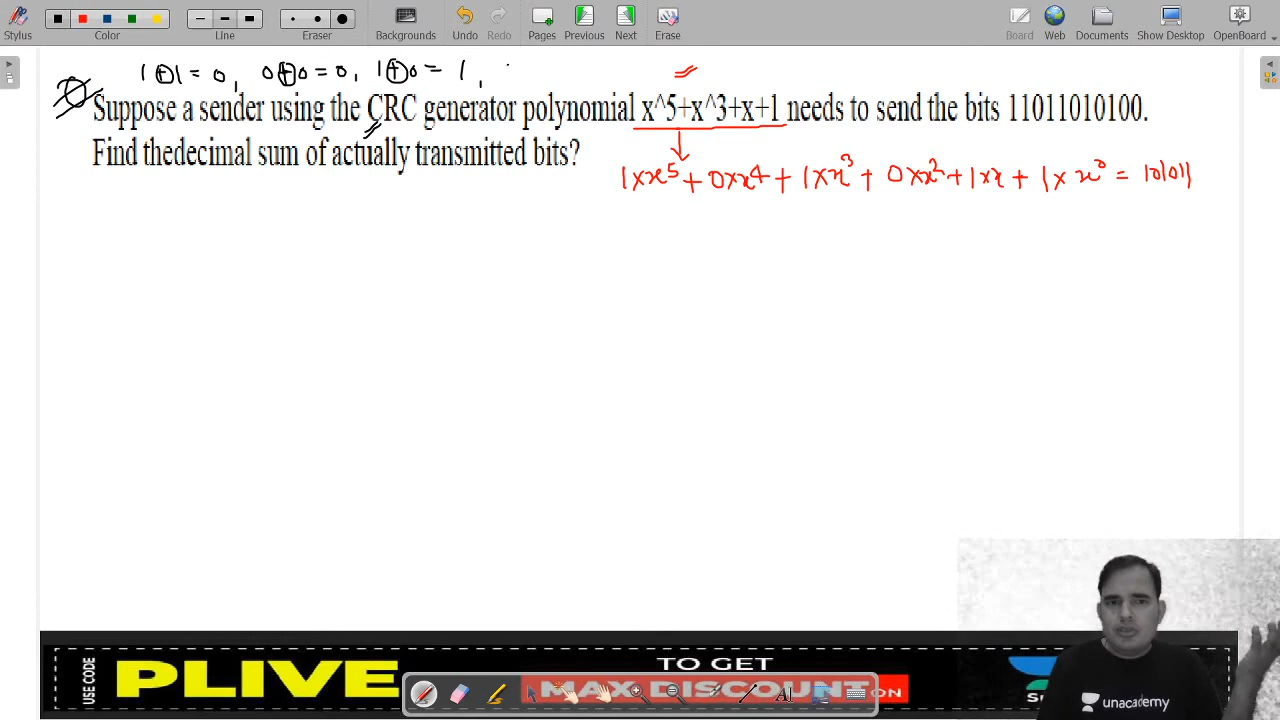 Stylus Color Line Eraser Backgrounds Undo Redo Pages Previous Next Erase Board Web Documents Show Desktop OpenBoard
1⊕1 = 0, 0⊕0 = 0, 1⊕0 = 1,
Suppose a sender using the CRC generator polynomial x^5+x^3+x+1 needs to send the bits 11011010100.
Find thedecimal sum of actually transmitted bits?
1×x⁵ + 0×x⁴ + 1×x³ + 0×x² + 1×x + 1×x⁰ = 101011
unacademy
USE CODE
PLIVE
TO GET
MAX DISCOUNT ON